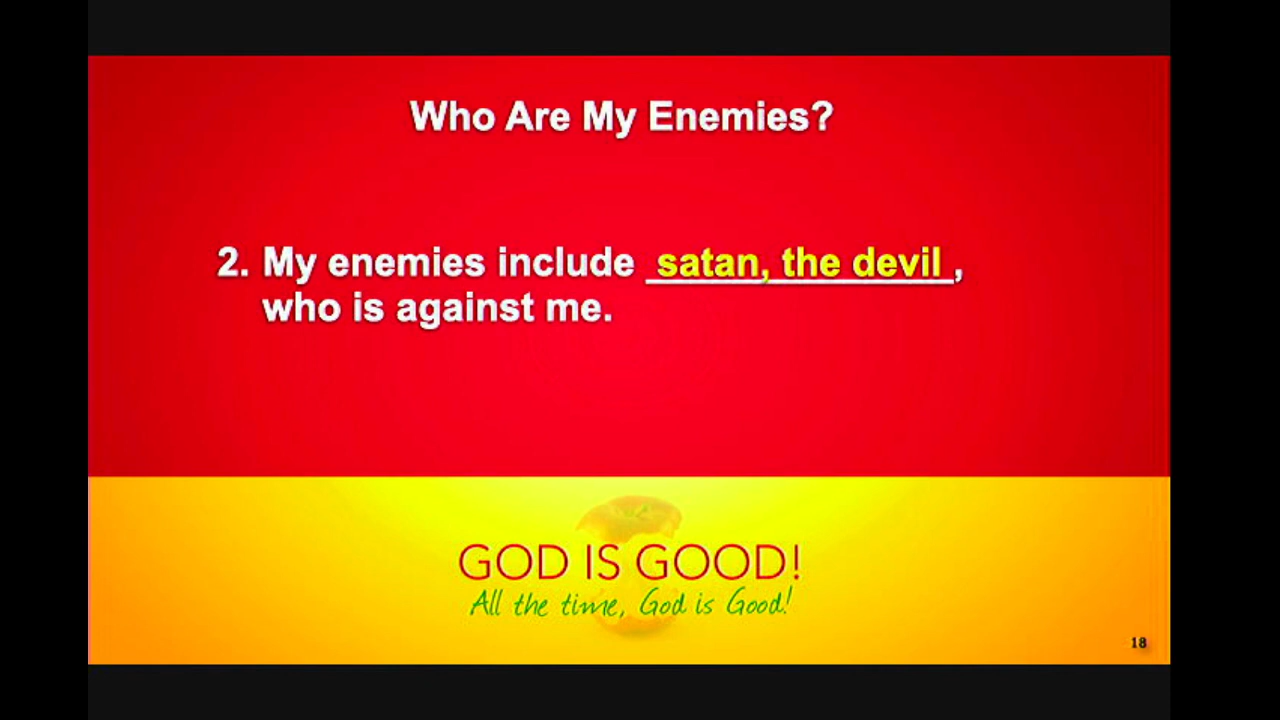 Who Are My Enemies?
2. My enemies include satan, the devil,
who is against me.
GOD IS GOOD!
All the time, God is Good!
18